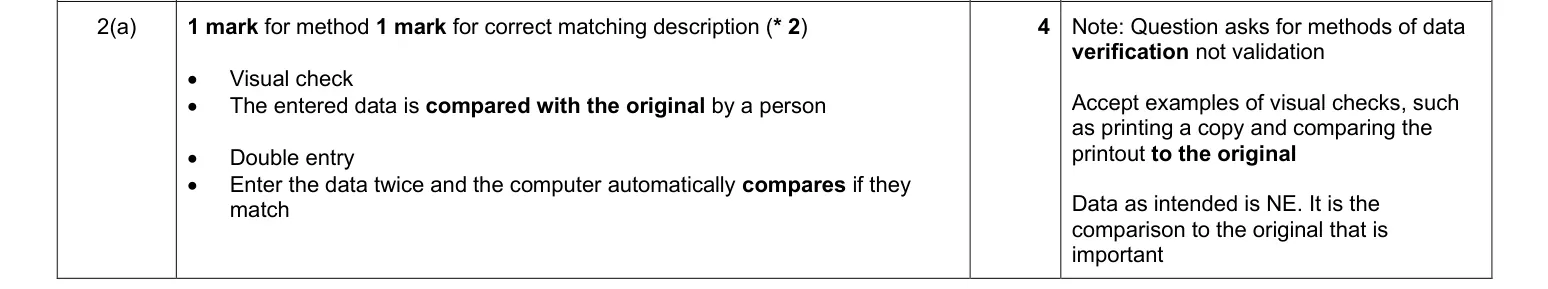 2(a)
1 mark for method 1 mark for correct matching description (* 2)
• Visual check
• The entered data is compared with the original by a person
• Double entry
• Enter the data twice and the computer automatically compares if they
match
4
Note: Question asks for methods of data
verification not validation
Accept examples of visual checks, such
as printing a copy and comparing the
printout to the original
Data as intended is NE. It is the
comparison to the original that is
important